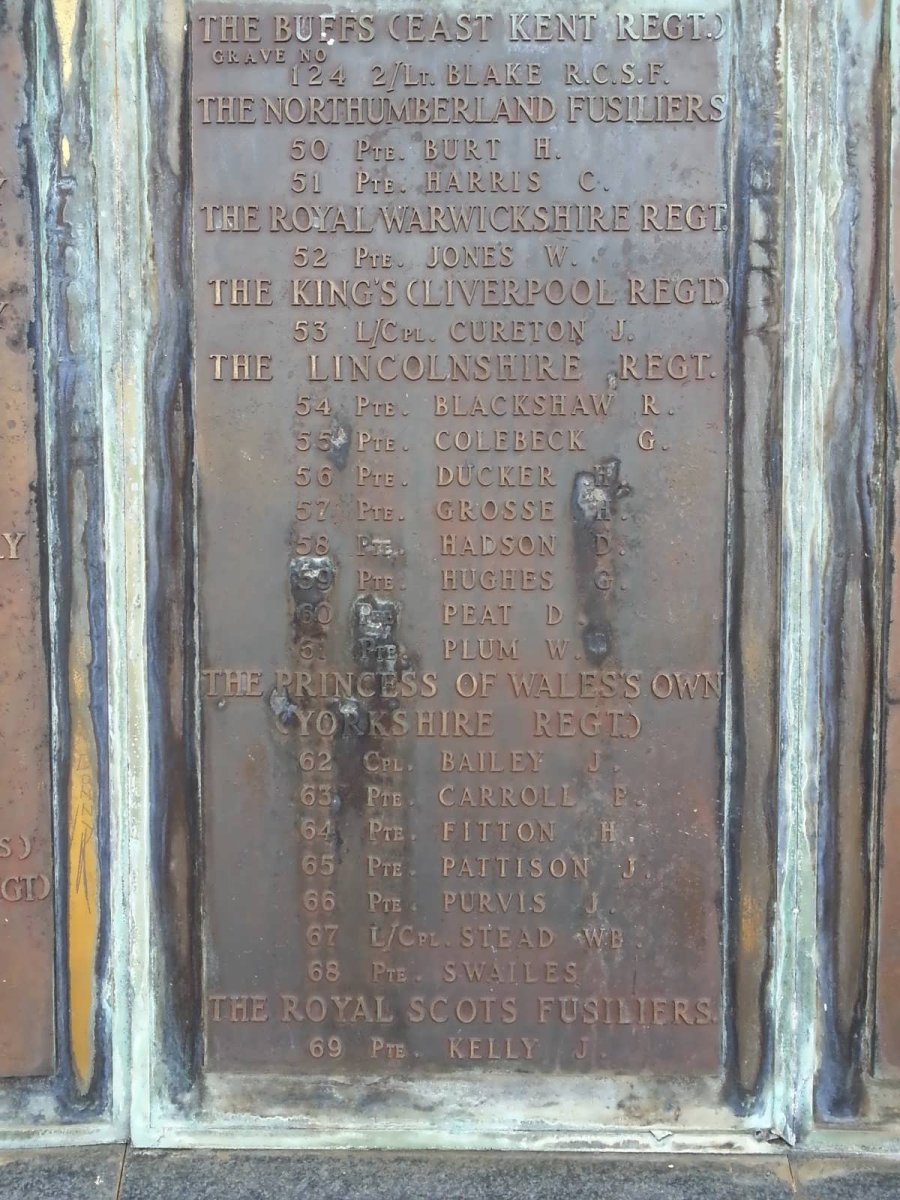 THE BUFFS (EAST KENT REGT.)
GRAVE NO
124 2/LT. BLAKE R.C.S.F.
THE NORTHUMBERLAND FUSILIERS
50 PTE. BURT H.
51 PTE. HARRIS C.
THE ROYAL WARWICKSHIRE REGT.
52 PTE. JONES W.
THE KING'S (LIVERPOOL REGT)
53 L/CPL. CURETON J.
THE LINCOLNSHIRE REGT.
54 PTE. BLACKSHAW R.
55 PTE. COLEBECK G.
56 PTE. DUCKER H
57 PTE. GROSSE H.
58 PTE. HADSON D.
59 PTE. HUGHES G.
60 PTE. PEAT D
PTE. PLUM W.
THE PRINCESS OF WALES'S OWN
(YORKSHIRE REGT.)
62 CPL. BAILEY J.
63 PTE. CARROLL P.
64 PTE. FITTON H.
65 PTE. PATTISON J.
66 PTE. PURVIS J.
67 L/CPL. STEAD W.B.
68 PTE. SWAILES
THE ROYAL SCOTS FUSILIERS.
69 PTE. KELLY J.
RY
S)
GT)